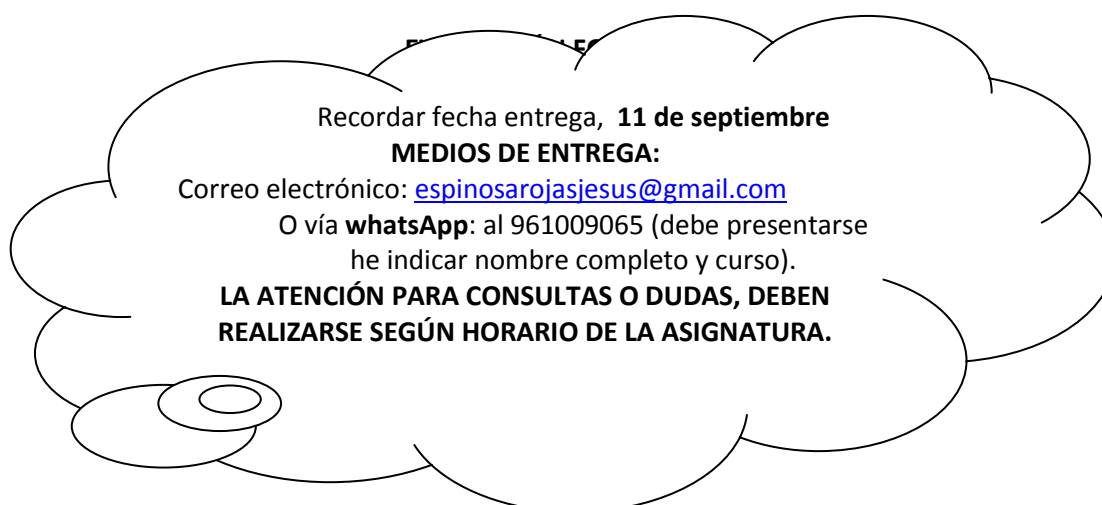 Recordar fecha entrega, 11 de septiembre
MEDIOS DE ENTREGA:
Correo electrónico: espinosarojasjesus@gmail.com
O vía whatsApp: al 961009065 (debe presentarse
he indicar nombre completo y curso).
LA ATENCIÓN PARA CONSULTAS O DUDAS, DEBEN
REALIZARSE SEGÚN HORARIO DE LA ASIGNATURA.